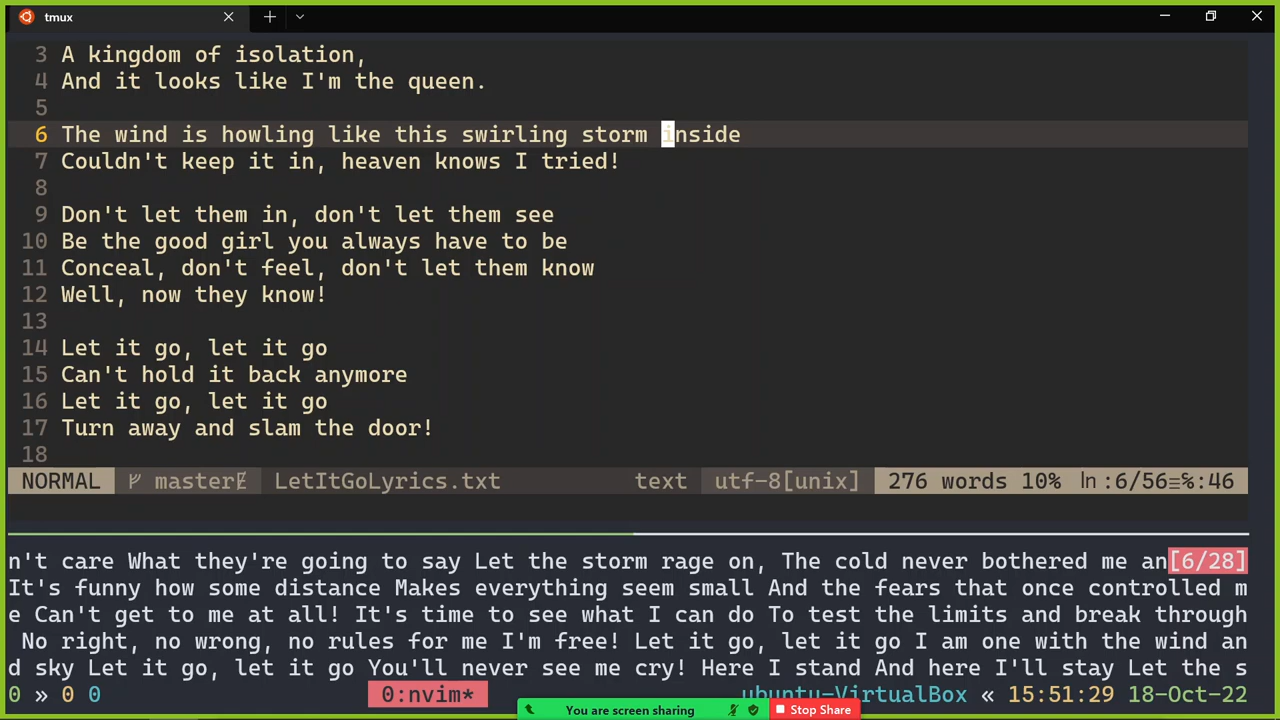 tmux
3 A kingdom of isolation,
4 And it looks like I'm the queen.
5
6 The wind is howling like this swirling storm inside
7 Couldn't keep it in, heaven knows I tried!
8
9 Don't let them in, don't let them see
10 Be the good girl you always have to be
11 Conceal, don't feel, don't let them know
12 Well, now they know!
13
14 Let it go, let it go
15 Can't hold it back anymore
16 Let it go, let it go
17 Turn away and slam the door!
18
NORMAL master LetItGoLyrics.txt text utf-8[unix] 276 words 10% ln :6/56≡%:46
n't care What they're going to say Let the storm rage on, The cold never bothered me an[6/28]
It's funny how some distance Makes everything seem small And the fears that once controlled m
e Can't get to me at all! It's time to see what I can do To test the limits and break through
No right, no wrong, no rules for me I'm free! Let it go, let it go I am one with the wind an
d sky Let it go, let it go You'll never see me cry! Here I stand And here I'll stay Let the s
0 » 0 0 0:nvim* ubuntu-VirtualBox « 15:51:29 18-Oct-22
You are screen sharing Stop Share